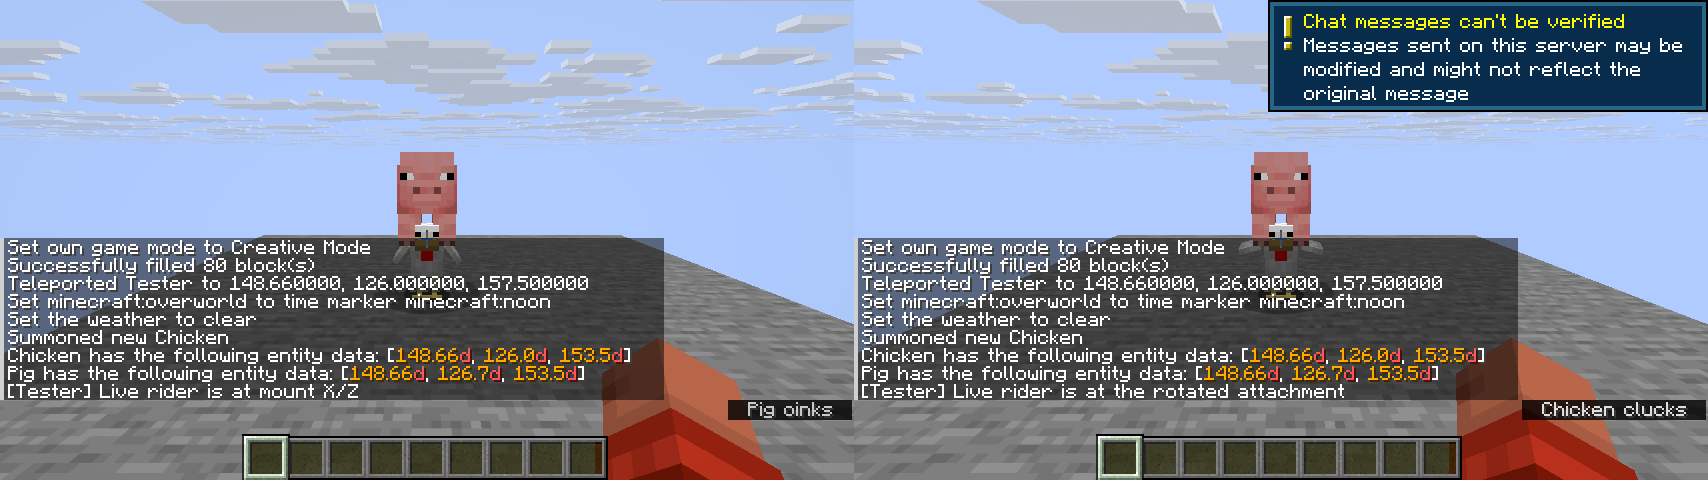 Set own game mode to Creative Mode
Successfully filled 80 block(s)
Teleported Tester to 148.660000, 126.000000, 157.500000
Set minecraft:overworld to time marker minecraft:noon
Set the weather to clear
Summoned new Chicken
Chicken has the following entity data: [148.66d, 126.0d, 153.5d]
Pig has the following entity data: [148.66d, 126.7d, 153.5d]
[Tester] Live rider is at mount X/Z
Pig oinks
Chat messages can't be verified
Messages sent on this server may be
modified and might not reflect the
original message
Set own game mode to Creative Mode
Successfully filled 80 block(s)
Teleported Tester to 148.660000, 126.000000, 157.500000
Set minecraft:overworld to time marker minecraft:noon
Set the weather to clear
Summoned new Chicken
Chicken has the following entity data: [148.66d, 126.0d, 153.5d]
Pig has the following entity data: [148.66d, 126.7d, 153.5d]
[Tester] Live rider is at the rotated attachment
Chicken clucks